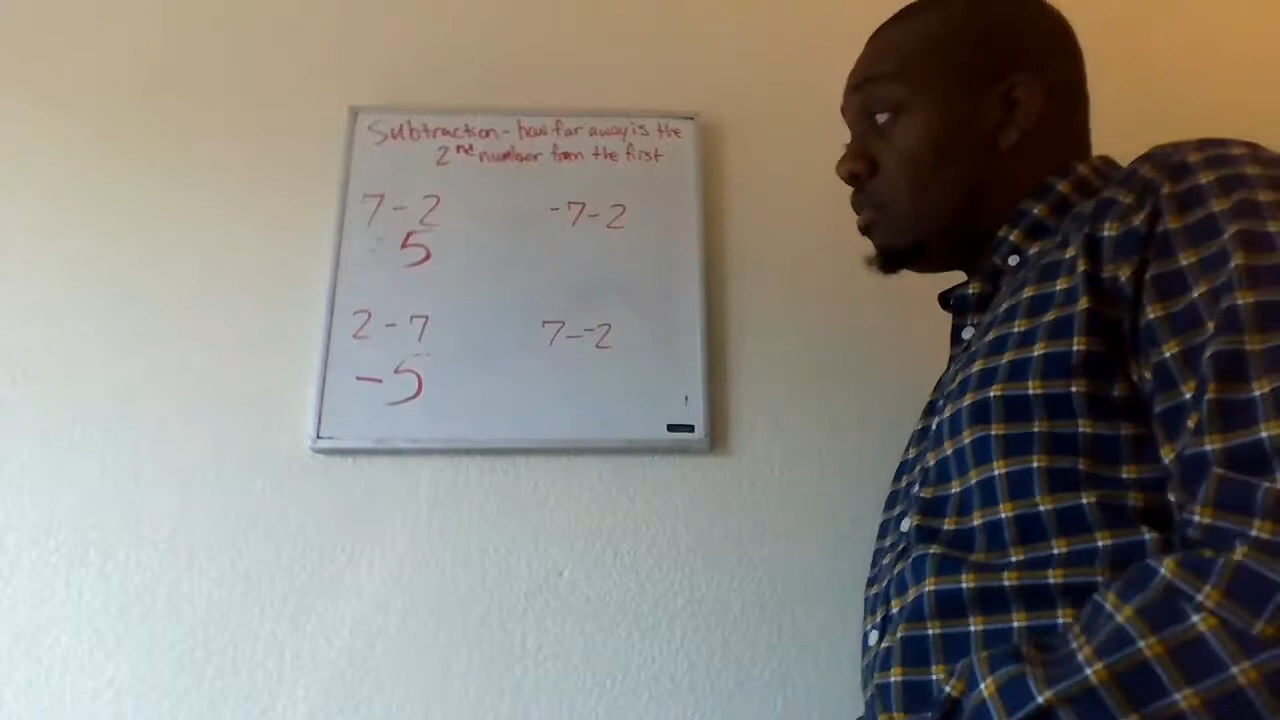 Subtraction - how far away is the
2nd number from the first
7 - 2
5
-7 - 2
2 - 7
-5
7 - -2